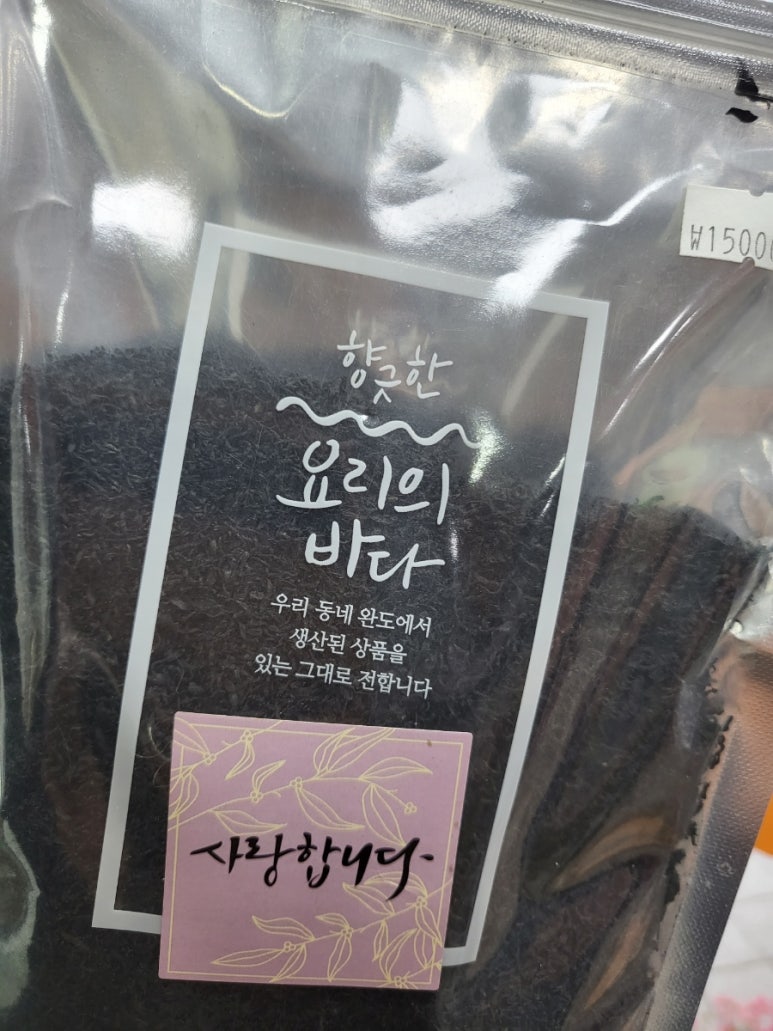 ₩15000
향긋한
요리의
바다
우리 동네 완도에서
생산된 상품을
있는 그대로 전합니다
사랑합니다.